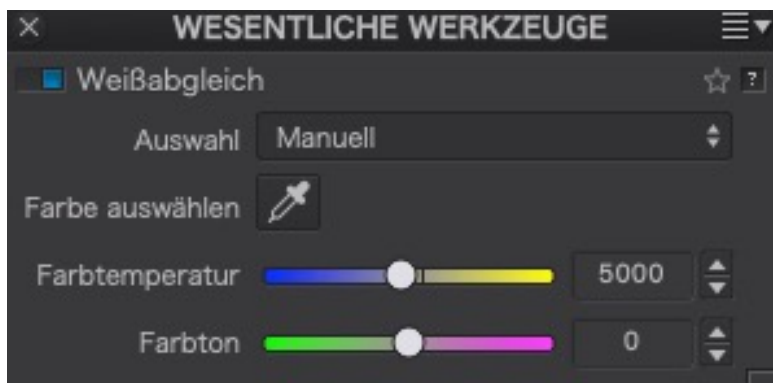 WESENTLICHE WERKZEUGE
Weißabgleich ?
Auswahl Manuell
Farbe auswählen
Farbtemperatur 5000
Farbton 0